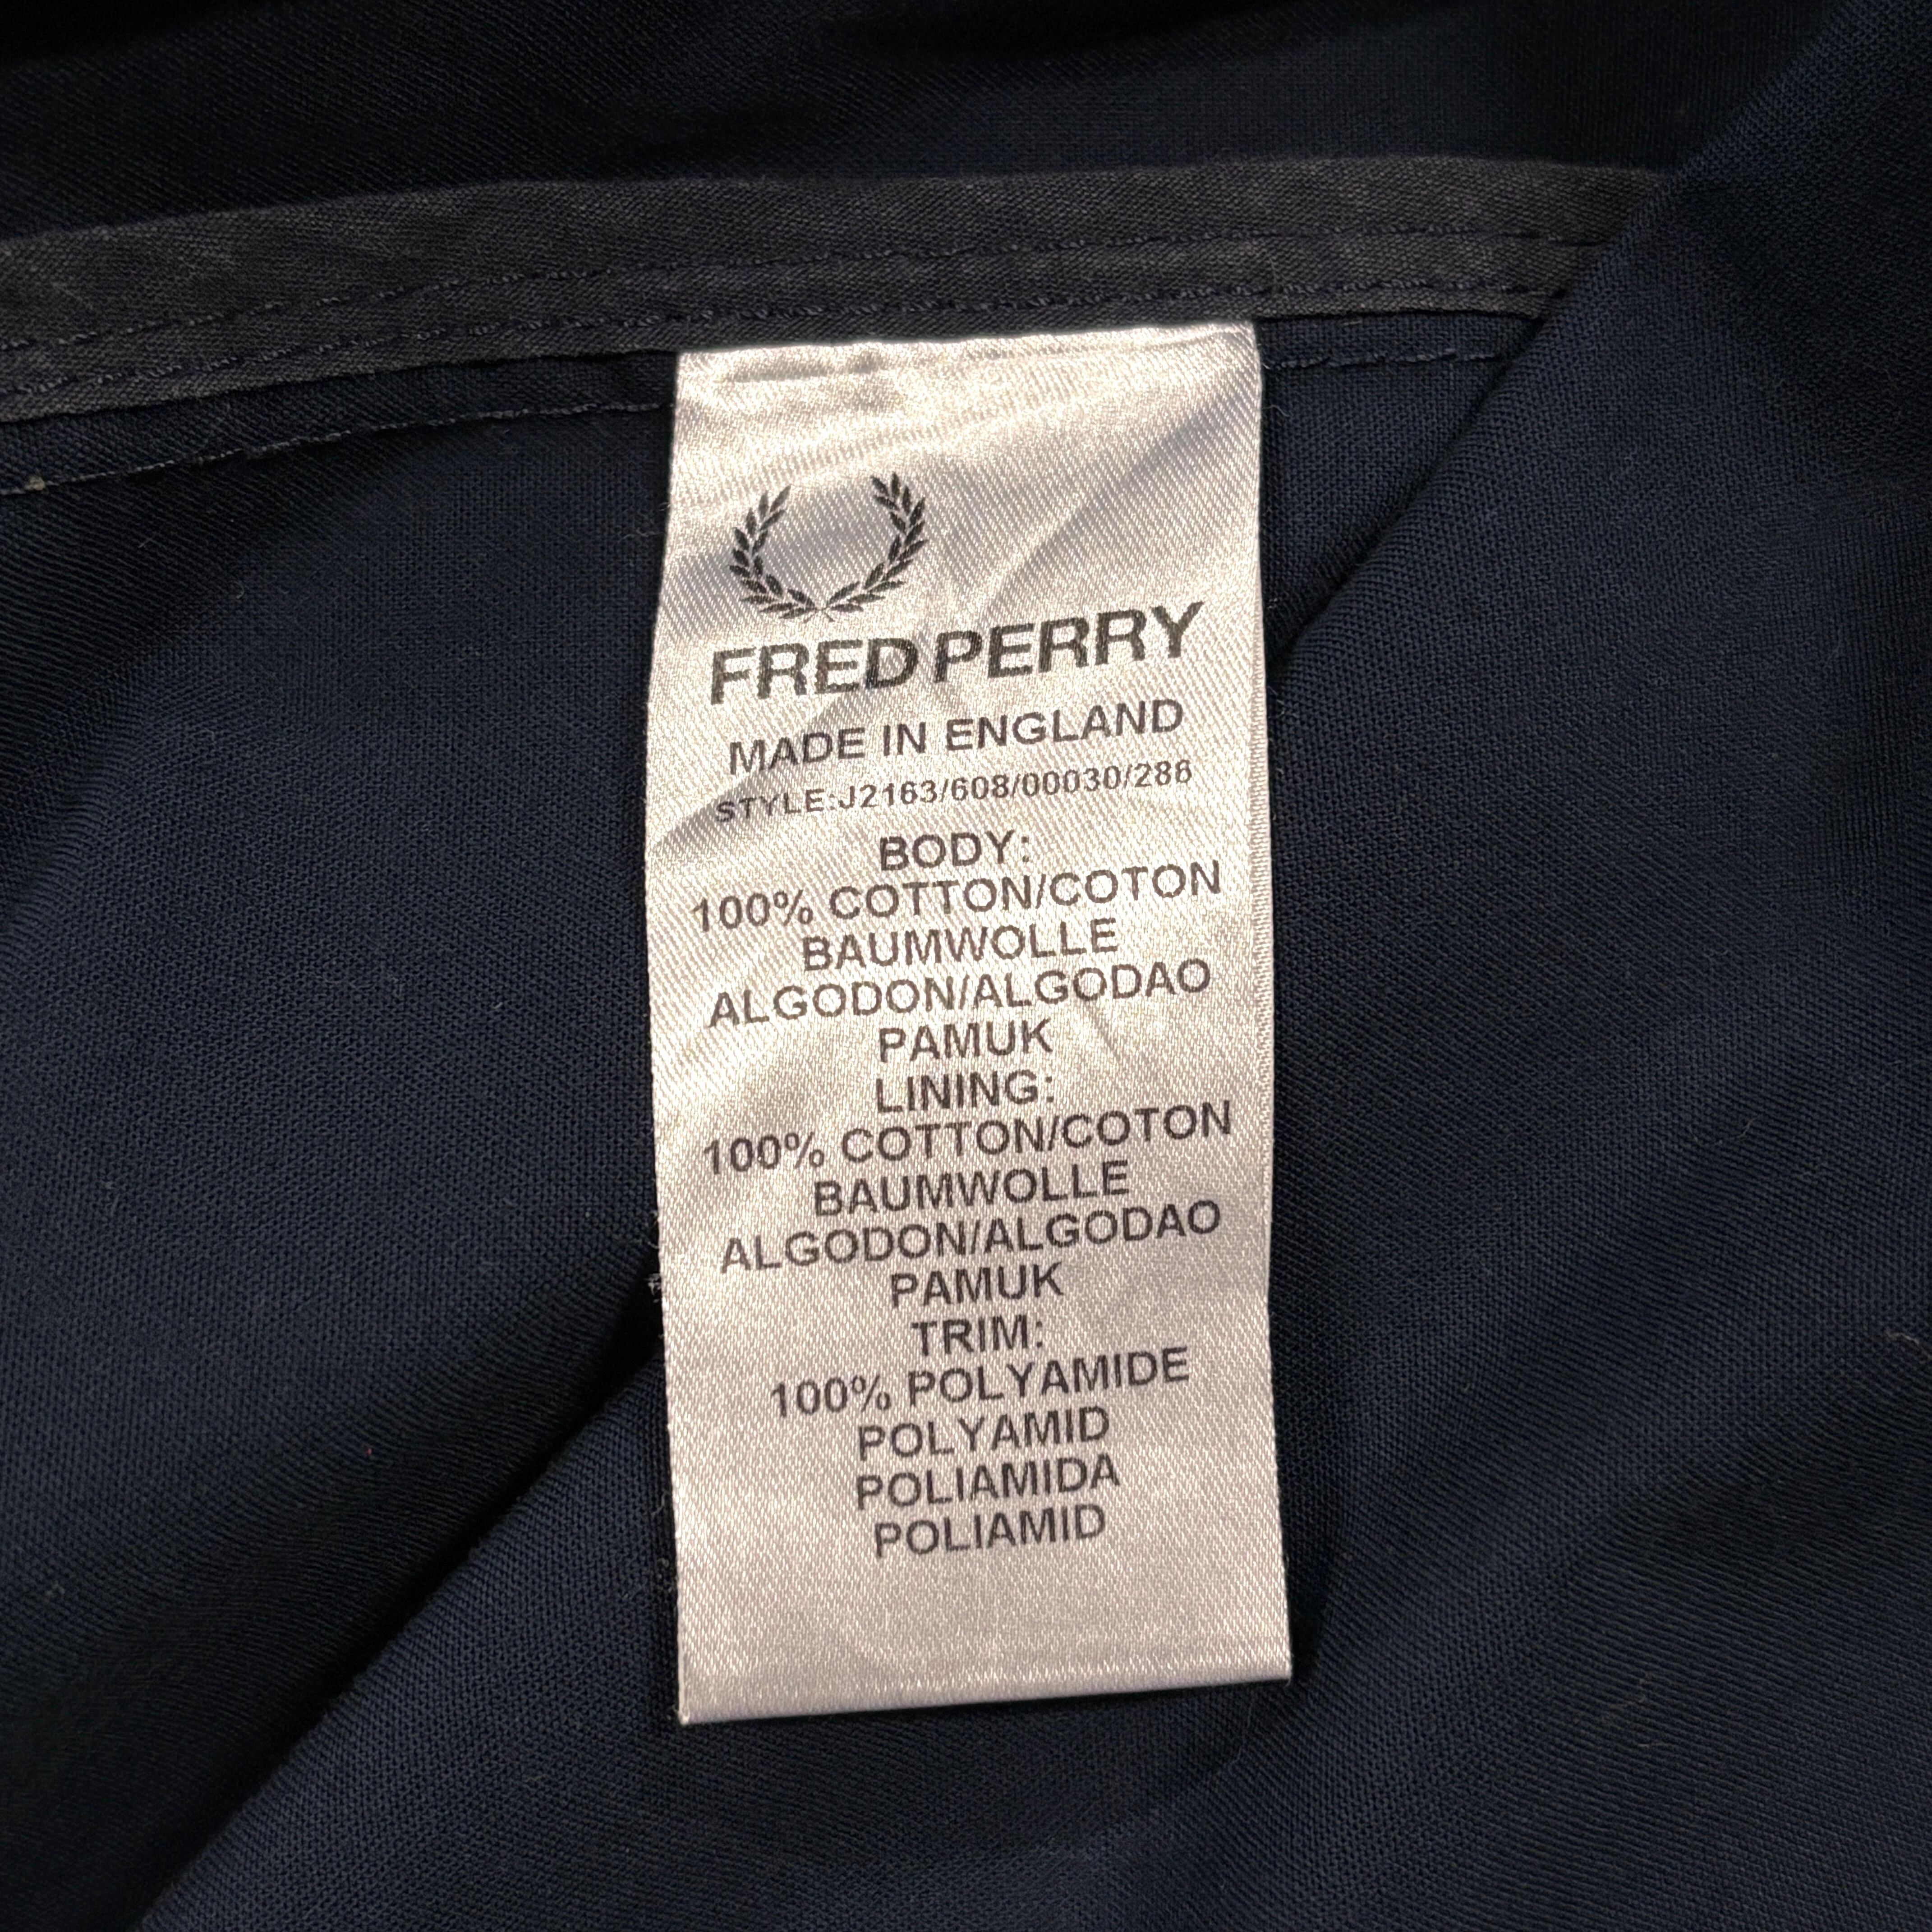 FRED PERRY
MADE IN ENGLAND
STYLE:J2163/608/00030/286
BODY:
100% COTTON/COTON
BAUMWOLLE
ALGODON/ALGODAO
PAMUK
LINING:
100% COTTON/COTON
BAUMWOLLE
ALGODON/ALGODAO
PAMUK
TRIM:
100% POLYAMIDE
POLYAMID
POLIAMIDA
POLIAMID